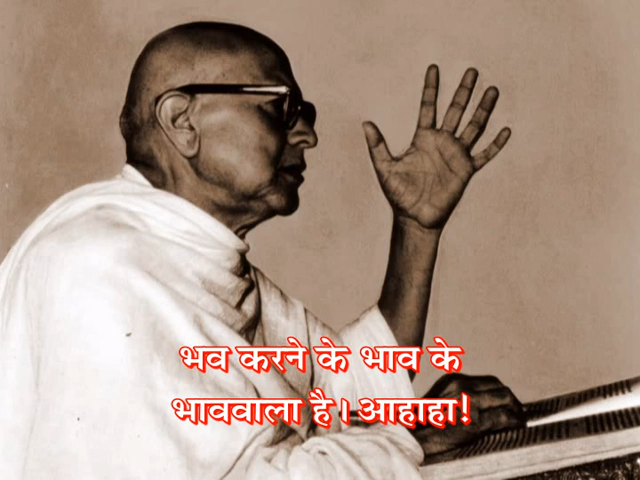 भव करने के भाव के
भाववाला है। आहाहा!